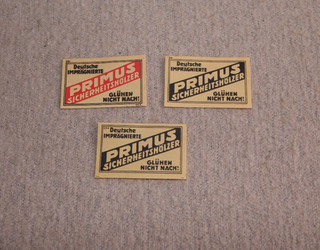 Deutsche
IMPRÄGNIERTE
PRIMUS
SICHERHEITSHÖLZER
GLÜHEN
NICHT NACH!
Deutsche
IMPRÄGNIERTE
PRIMUS
SICHERHEITSHÖLZER
GLÜHEN
NICHT NACH!
Deutsche
IMPRÄGNIERTE
PRIMUS
SICHERHEITSHÖLZER
GLÜHEN
NICHT NACH!